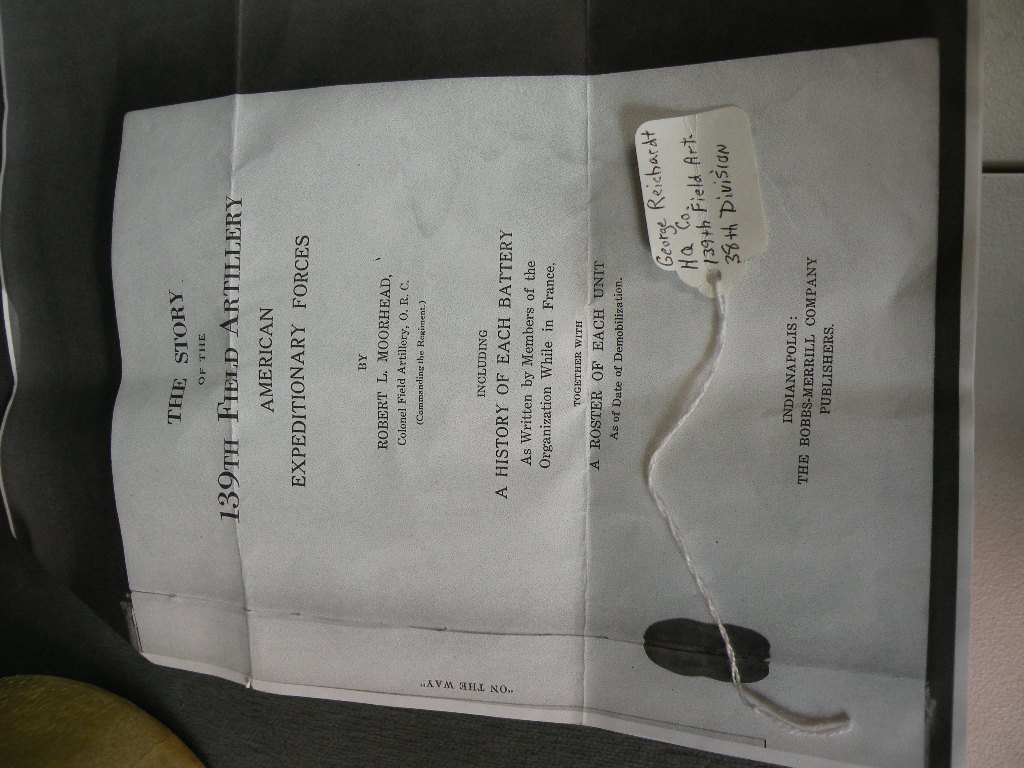 THE STORY
OF THE
139TH FIELD ARTILLERY
AMERICAN
EXPEDITIONARY FORCES
BY
ROBERT L. MOORHEAD,
Colonel Field Artillery, O. R. C.
(Commanding the Regiment.)
INCLUDING
A HISTORY OF EACH BATTERY
As Written by Members of the
Organization While in France,
TOGETHER WITH
A ROSTER OF EACH UNIT
As of Date of Demobilization.
INDIANAPOLIS:
THE BOBBS-MERRILL COMPANY
PUBLISHERS.
George Reichardt
HQ Co.
139th Field Art.
38th Division
"ON THE WAY"